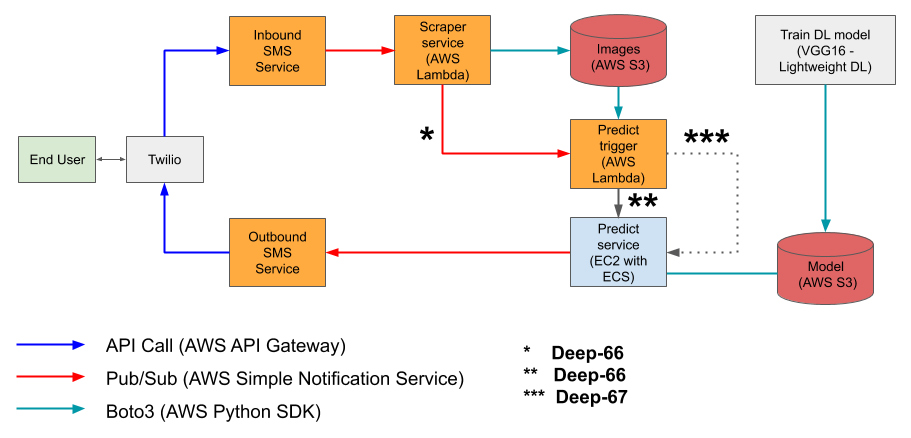 Inbound
SMS
Service
Scraper
service
(AWS
Lambda)
Images
(AWS S3)
Train DL model
(VGG16 -
Lightweight DL)
*
Predict
trigger
(AWS
Lambda)
***
End User
Twilio
**
Outbound
SMS
Service
Predict
service
(EC2 with
ECS)
Model
(AWS S3)
API Call (AWS API Gateway)
Pub/Sub (AWS Simple Notification Service)
Boto3 (AWS Python SDK)
* Deep-66
** Deep-66
*** Deep-67